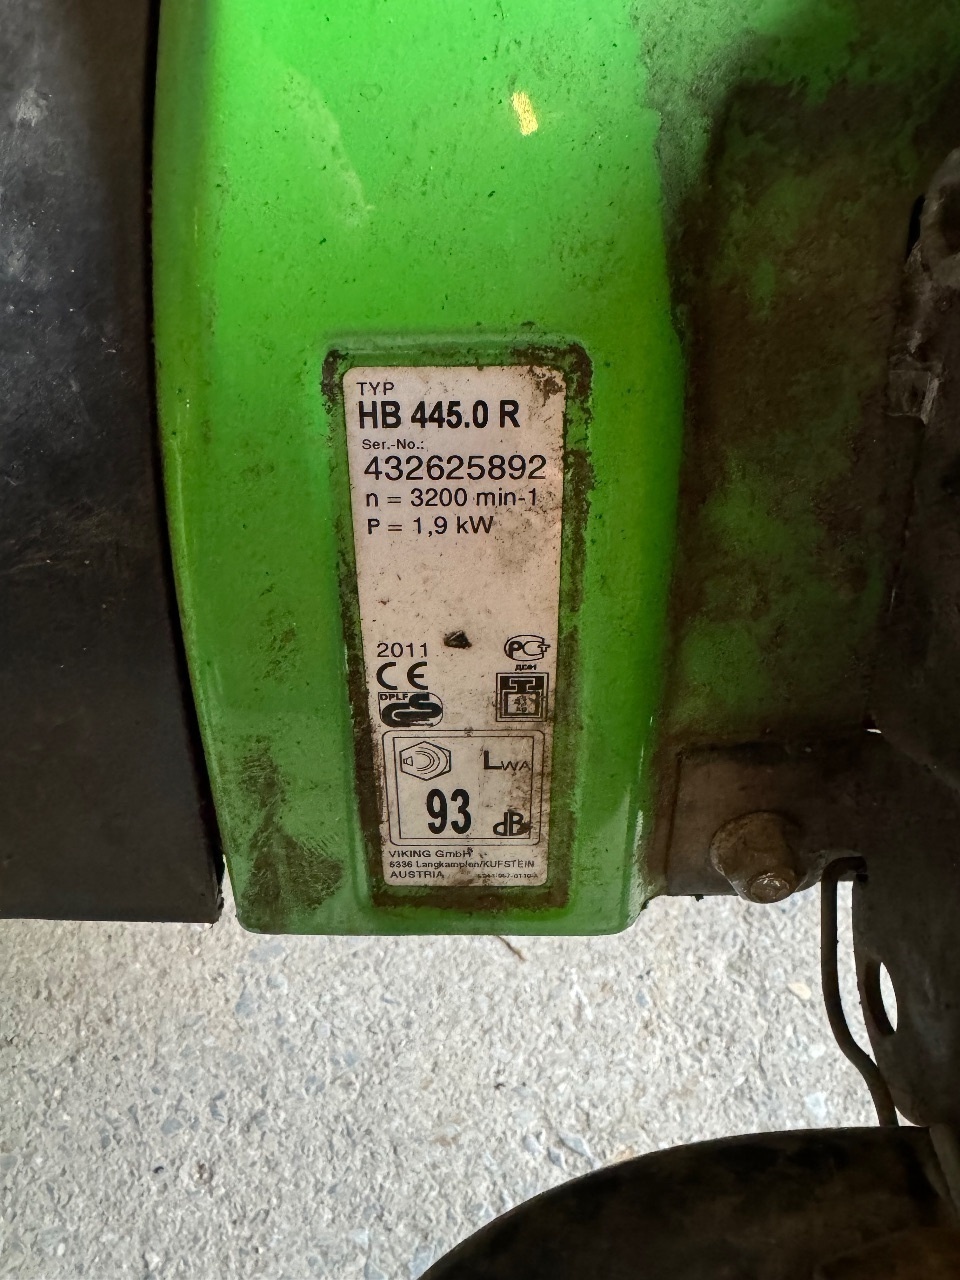 TYP
HB 445.0 R
Ser.-No.:
432625892
n = 3200 min-1
P = 1,9 kW
2011
CE
DPLF
GS
LWA
93 dB
VIKING GmbH
6336 Langkampfen/KUFSTEIN
AUSTRIA